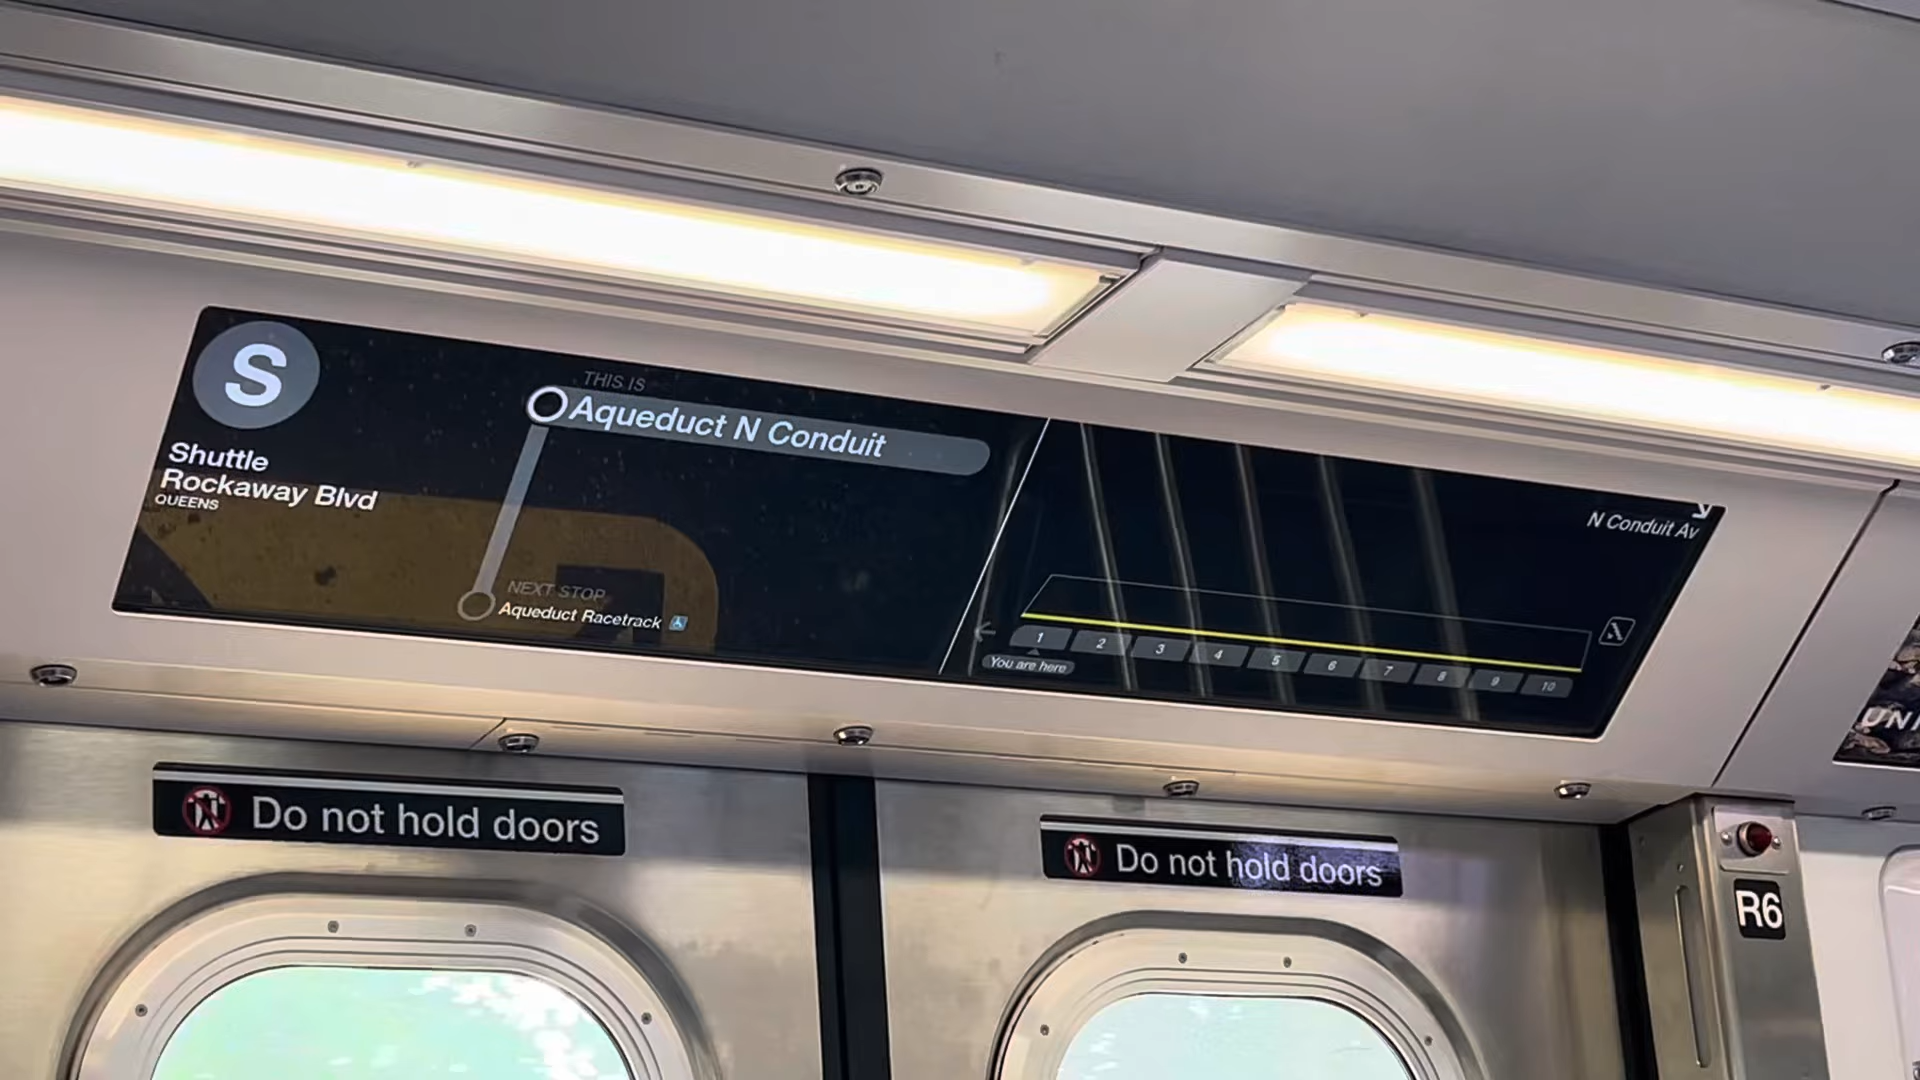 S
Shuttle
Rockaway Blvd
QUEENS
THIS IS
Aqueduct N Conduit
NEXT STOP
Aqueduct Racetrack
N Conduit Av
1 2 3 4 5 6 7 8 9 10
You are here
Do not hold doors
Do not hold doors
R6